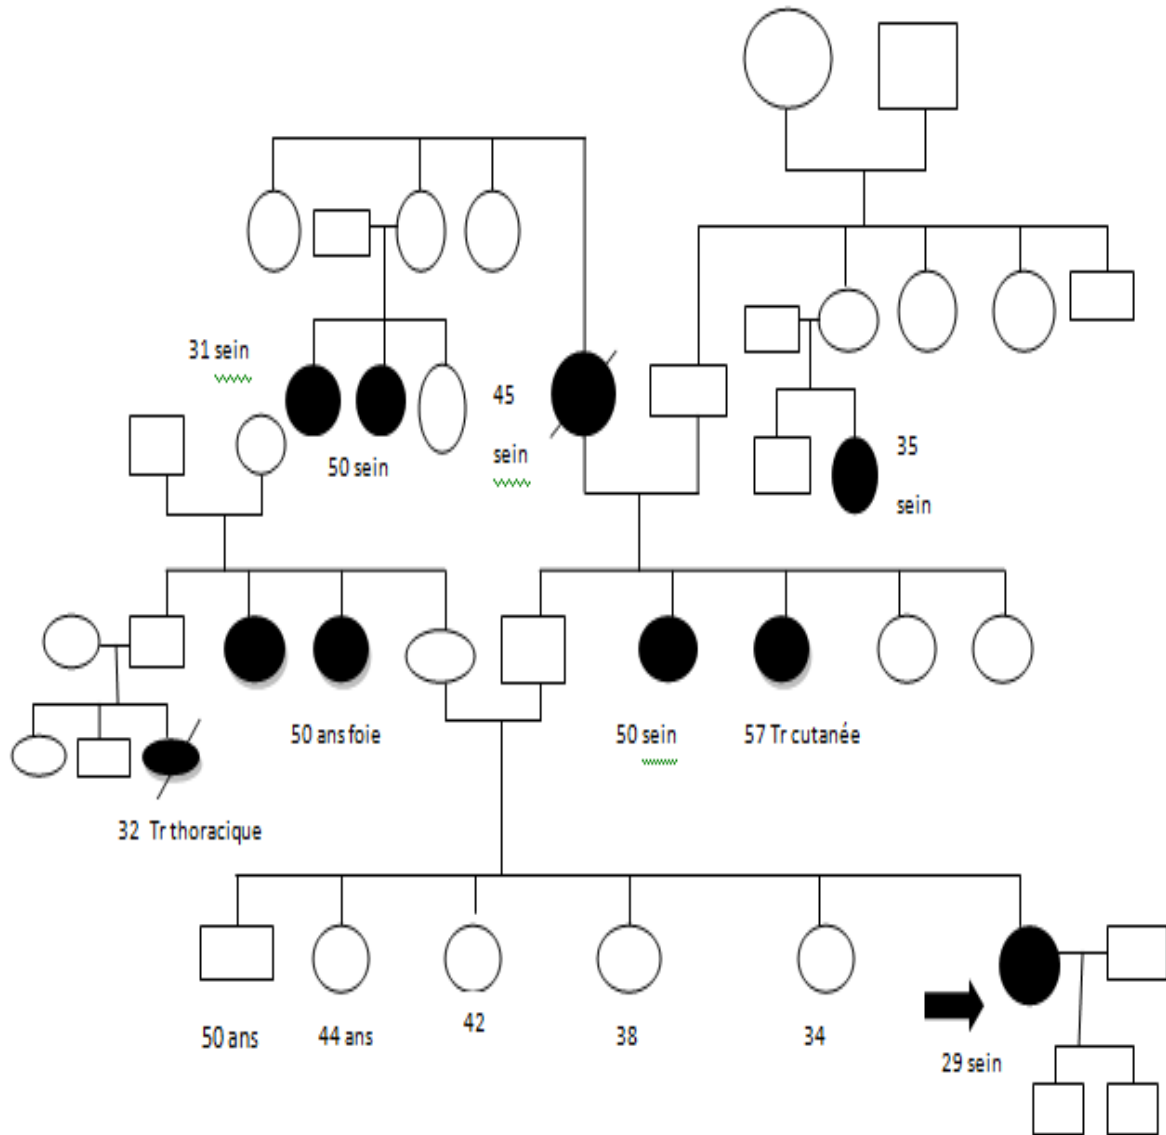 31 sein
45
sein
50 sein
35
sein
50 ans foie
50 sein
57 Tr cutanée
32 Tr thoracique
50 ans
44 ans
42
38
34
29 sein